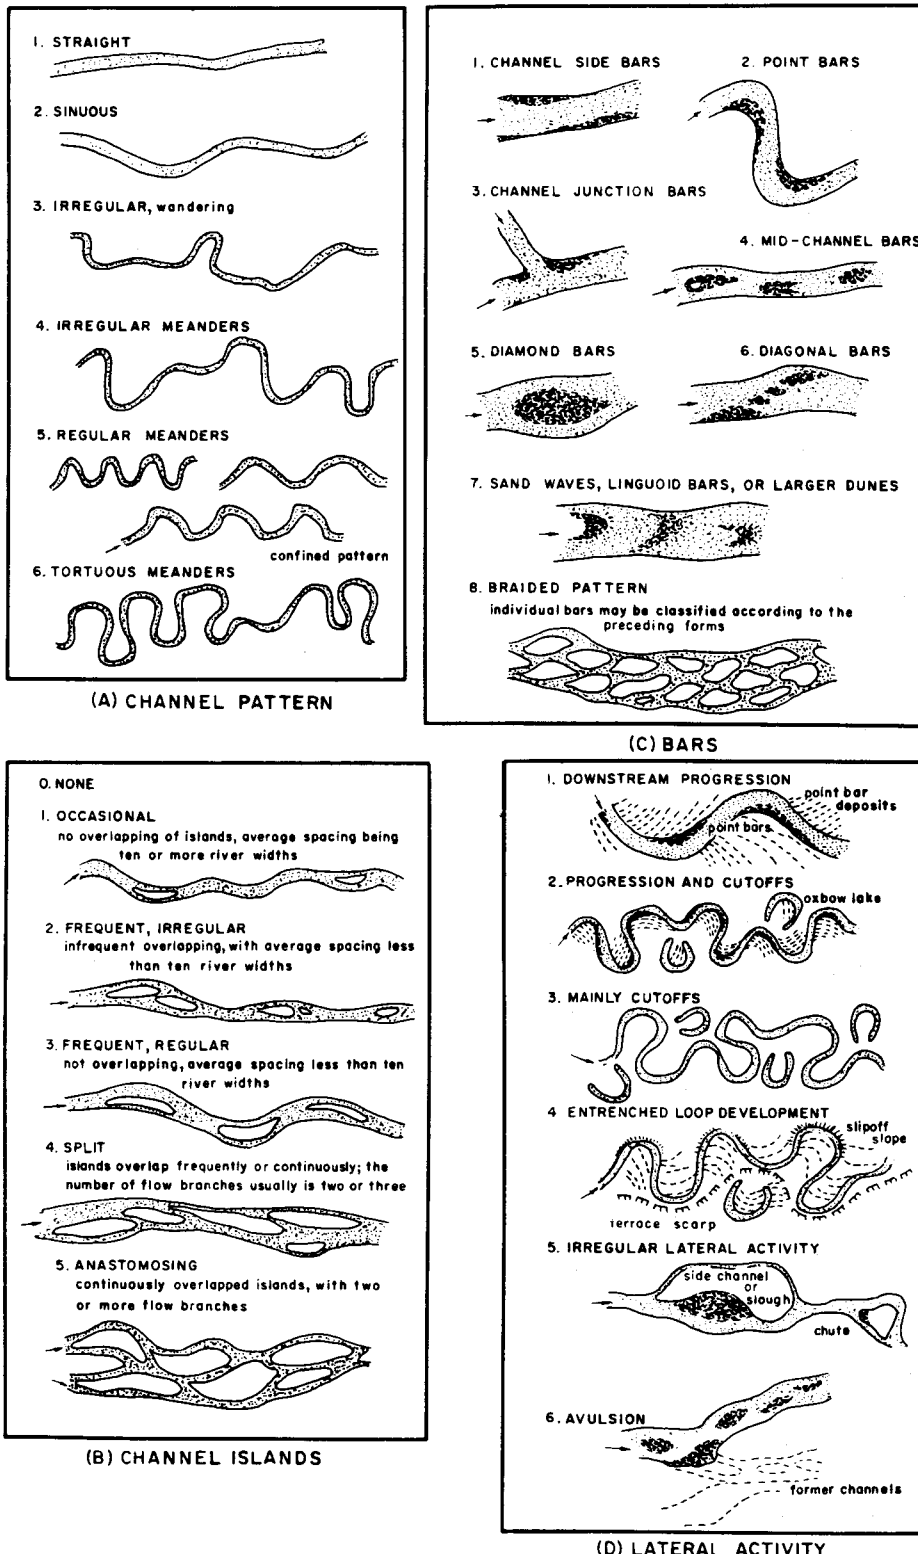 1. STRAIGHT
2. SINUOUS
3. IRREGULAR, wandering
4. IRREGULAR MEANDERS
5. REGULAR MEANDERS
confined pattern
6. TORTUOUS MEANDERS
(A) CHANNEL PATTERN
1. CHANNEL SIDE BARS
2. POINT BARS
3. CHANNEL JUNCTION BARS
4. MID-CHANNEL BARS
5. DIAMOND BARS
6. DIAGONAL BARS
7. SAND WAVES, LINGUOID BARS, OR LARGER DUNES
8. BRAIDED PATTERN
individual bars may be classified according to the
preceding forms
(C) BARS
0. NONE
1. OCCASIONAL
no overlapping of islands, average spacing being
ten or more river widths
2. FREQUENT, IRREGULAR
infrequent overlapping, with average spacing less
than ten river widths
3. FREQUENT, REGULAR
not overlapping, average spacing less than ten
river widths
4. SPLIT
islands overlap frequently or continuously; the
number of flow branches usually is two or three
5. ANASTOMOSING
continuously overlapped islands, with two
or more flow branches
(B) CHANNEL ISLANDS
1. DOWNSTREAM PROGRESSION
point bar
deposits
point bars
2. PROGRESSION AND CUTOFFS
oxbow lake
3. MAINLY CUTOFFS
4 ENTRENCHED LOOP DEVELOPMENT
slipoff
slope
terrace scarp
5. IRREGULAR LATERAL ACTIVITY
side channel
or
slough
chute
6. AVULSION
former channels
(D) LATERAL ACTIVITY